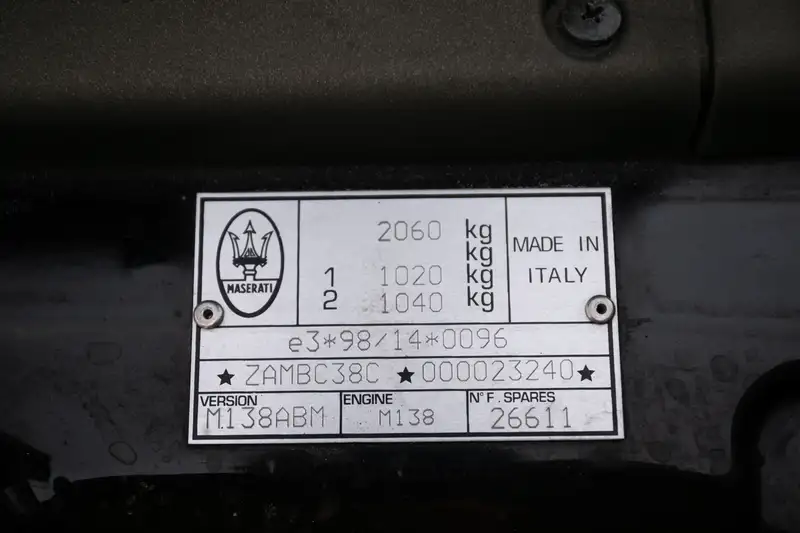 MASERATI
2060 kg
kg
1 1020 kg
2 1040 kg
MADE IN
ITALY
e3*98/14*0096
★ ZAMBC38C ★ 000023240 ★
VERSION ENGINE N° F. SPARES
M138ABM M138 26611